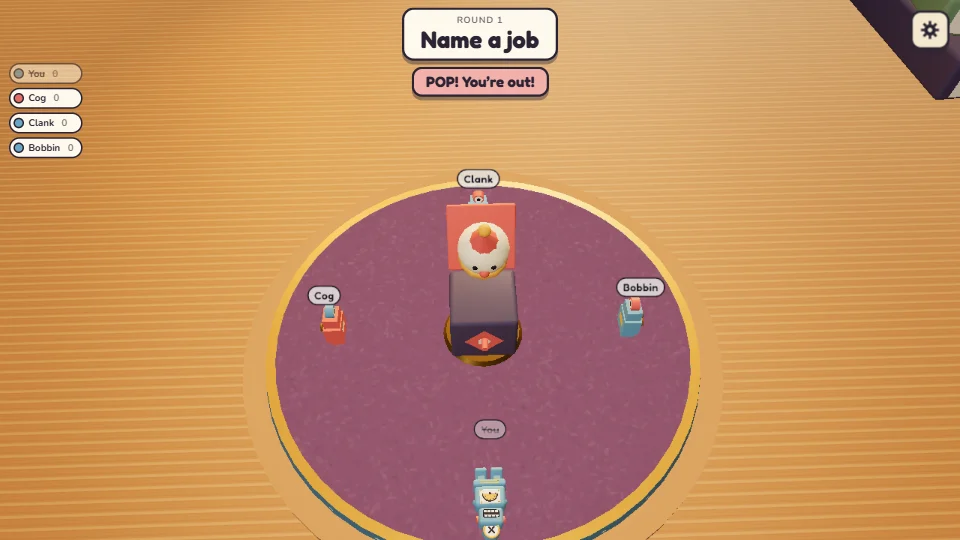 ROUND 1
Name a job
POP! You're out!
You 0
Cog 0
Clank 0
Bobbin 0
Clank
Cog
Bobbin
You
X